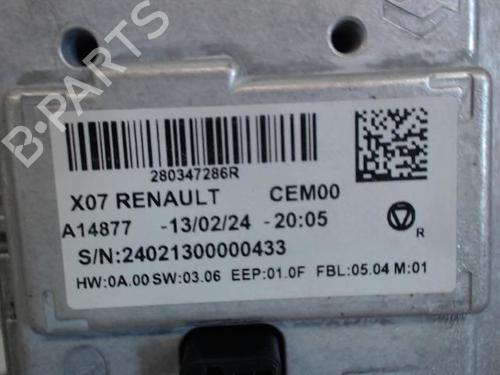 280347286R
X07 RENAULT CEM00
A14877 -13/02/24 -20:05
S/N:24021300000433
R
HW:0A.00 SW:03.06 EEP:01.0F FBL:05.04 M:01
B-PARTS